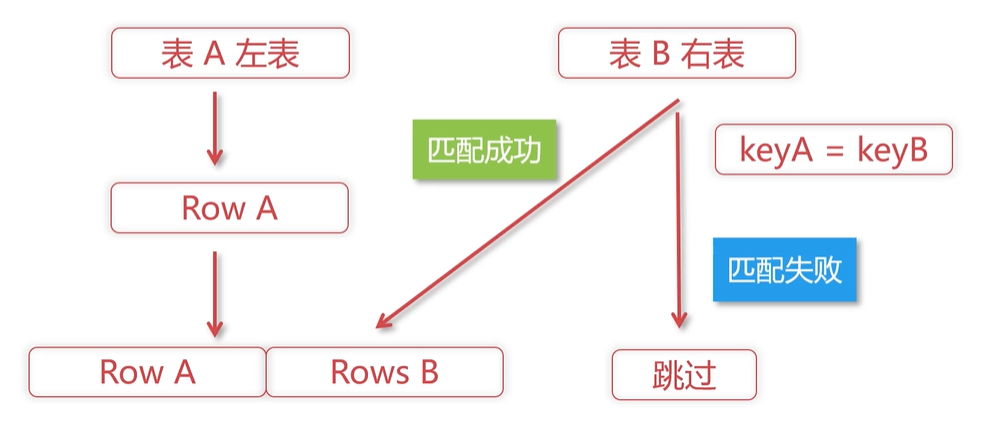 表 A 左表
表 B 右表
匹配成功
keyA = keyB
Row A
匹配失败
Row A
Rows B
跳过